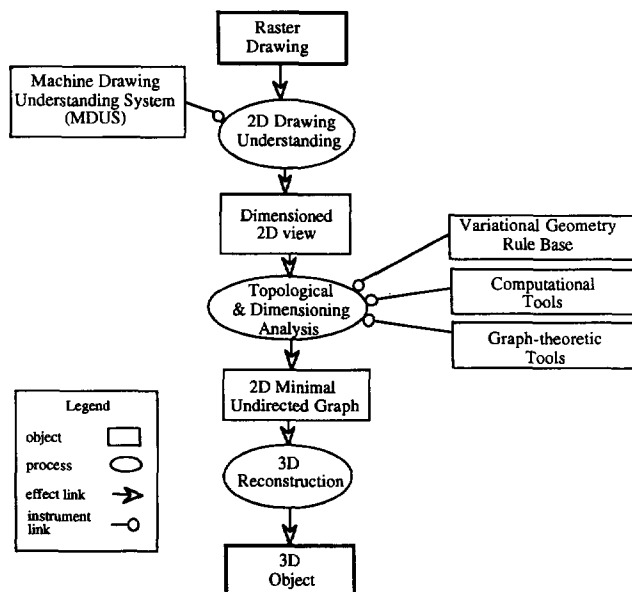 Raster
Drawing
Machine Drawing
Understanding System
(MDUS)
2D Drawing
Understanding
Dimensioned
2D view
Variational Geometry
Rule Base
Topological
& Dimensioning
Analysis
Computational
Tools
Graph-theoretic
Tools
2D Minimal
Undirected Graph
3D
Reconstruction
3D
Object
Legend
object
process
effect link
instrument
link